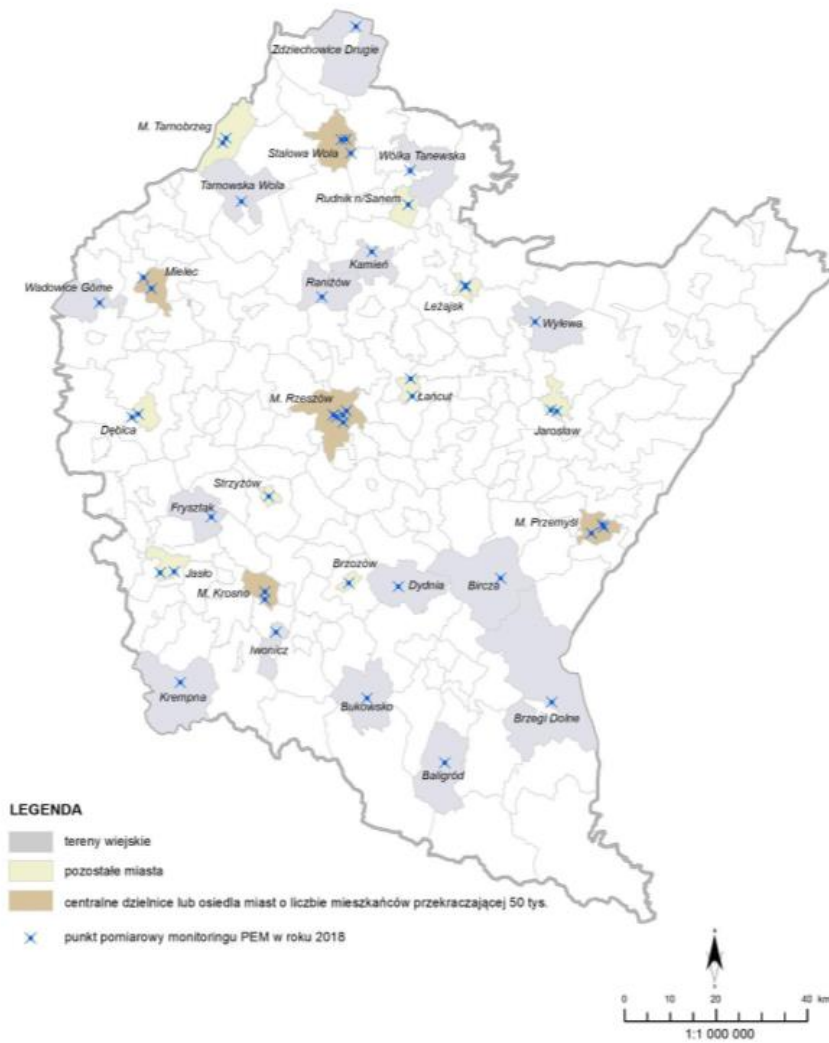 Zdziechowice Drugie
M. Tarnobrzeg
Stalowa Wola
Wólka Tanewska
Tarnowska Wola
Rudnik n/Sanem
Kamień
Mielec
Wadowice Górne
Raniżów
Leżajsk
Wylewa
M. Rzeszów
Łańcut
Dębica
Jarosław
Strzyżów
Frysztak
M. Przemyśl
Jasło
Brzozów
M. Krosno
Dydnia
Bircza
Iwonicz
Krempna
Bukowsko
Brzegi Dolne
Baligród
LEGENDA
tereny wiejskie
pozostałe miasta
centralne dzielnice lub osiedla miast o liczbie mieszkańców przekraczającej 50 tys.
punkt pomiarowy monitoringu PEM w roku 2018
0 10 20 40 km
1:1 000 000